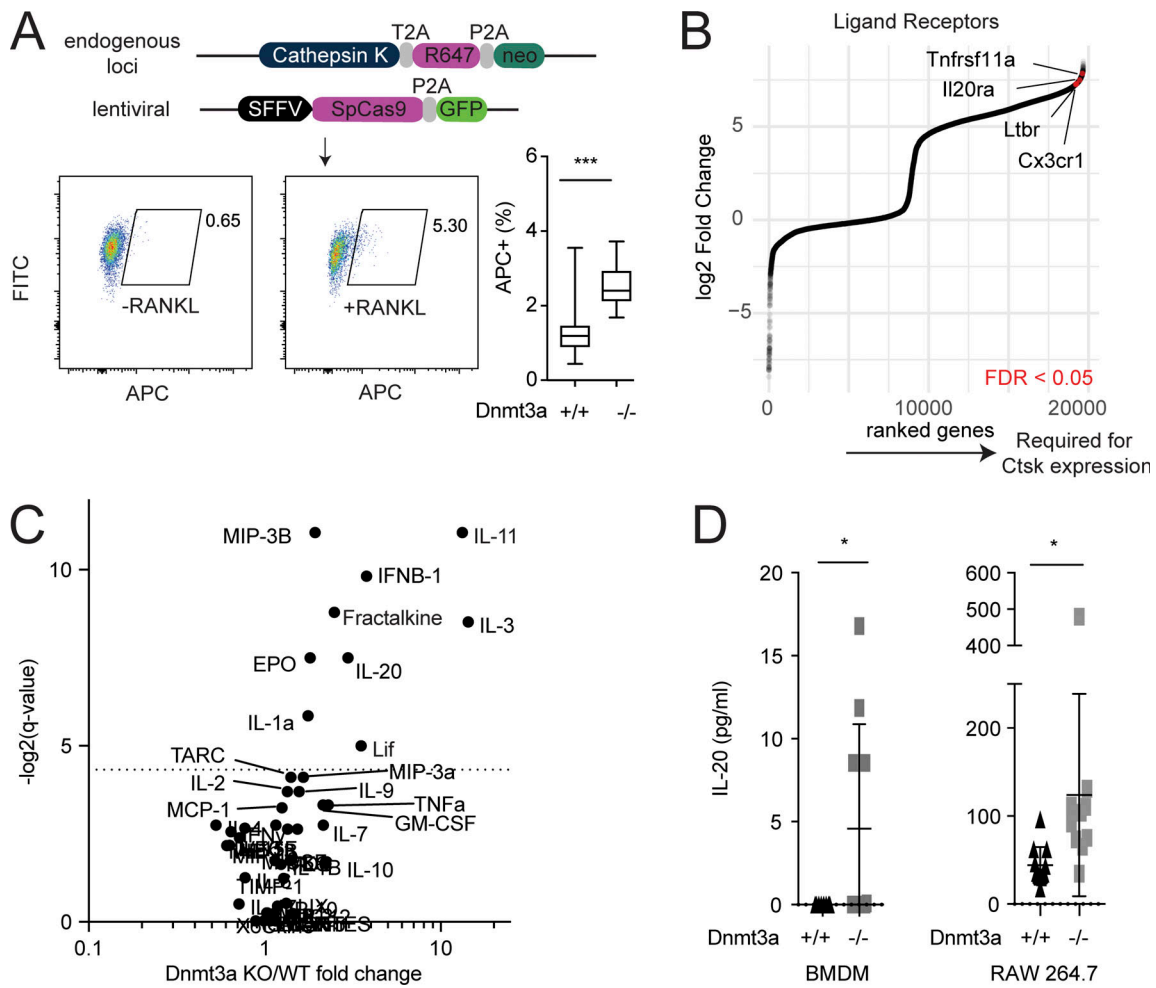 A
endogenous
loci
T2A
P2A
Cathepsin K
R647
neo
lentiviral
P2A
SFFV
SpCas9
GFP
FITC
0.65
-RANKL
APC
5.30
+RANKL
APC
APC+ (%)
6
4
2
0
***
Dnmt3a
+/+
-/-
B
Ligand Receptors
Tnfrsf11a
Il20ra
Ltbr
Cx3cr1
log2 Fold Change
5
0
−5
FDR < 0.05
0
10000
20000
ranked genes
Required for
Ctsk expression
C
-log2(q-value)
10
5
0
MIP-3B
IL-11
IFNB-1
Fractalkine
IL-3
EPO
IL-20
IL-1a
Lif
TARC
MIP-3a
IL-2
IL-9
MCP-1
TNFa
GM-CSF
IL-7
IL-10
TIMP-1
0.1
1
10
Dnmt3a KO/WT fold change
D
IL-20 (pg/ml)
20
15
10
5
0
*
Dnmt3a
+/+
-/-
BMDM
600
500
400
200
100
0
*
Dnmt3a
+/+
-/-
RAW 264.7